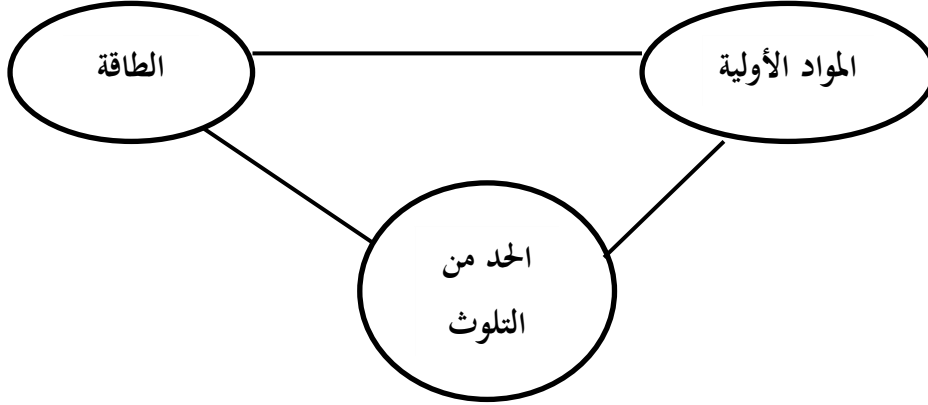 المواد الأولية
الطاقة
الحد من
التلوث